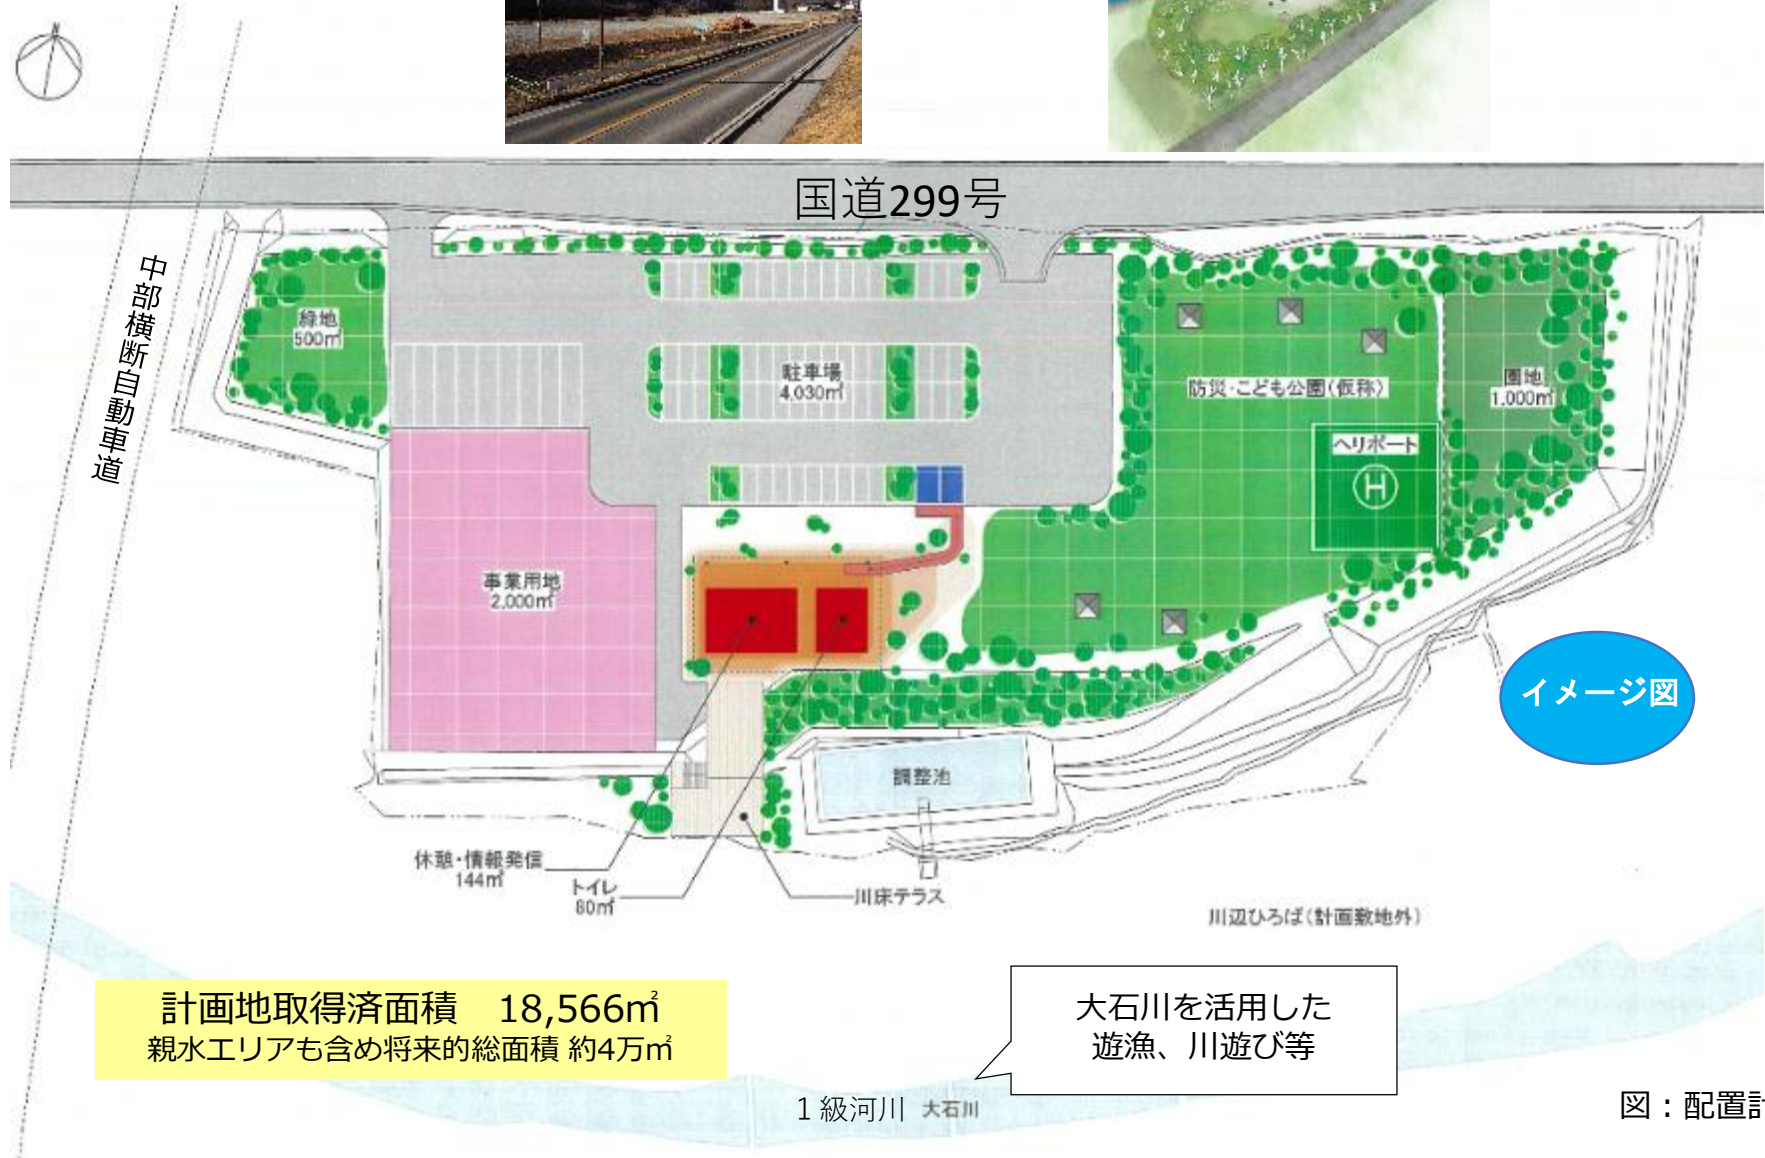 N
国道299号
中部横断自動車道
緑地
500㎡
駐車場
4,030㎡
防災・こども公園(仮称)
園地
1,000㎡
ヘリポート
H
事業用地
2,000㎡
イメージ図
調整池
休憩・情報発信
144㎡
トイレ
80㎡
川床テラス
川辺ひろば(計画敷地外)
計画地取得済面積 18,566㎡
親水エリアも含め将来的総面積 約4万㎡
大石川を活用した
遊漁、川遊び等
1級河川 大石川
図：配置計